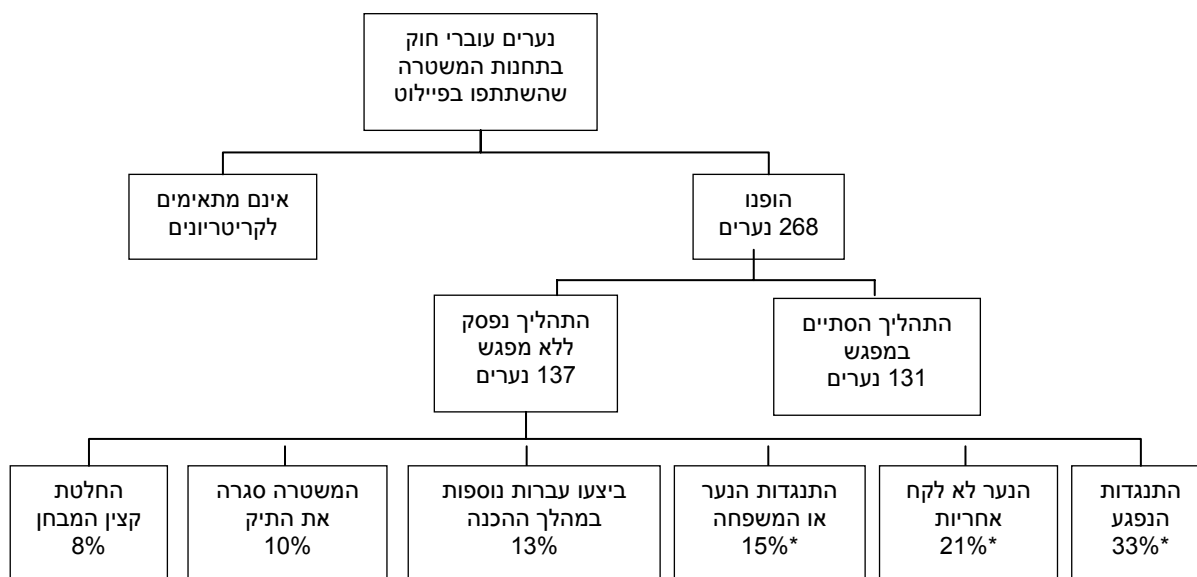 נערים עוברי חוק
בתחנות המשטרה
שהשתתפו בפיילוט
הופנו
268 נערים
אינם מתאימים
לקריטריונים
התהליך הסתיים
במפגש
131 נערים
התהליך נפסק
ללא מפגש
137 נערים
התנגדות
הנפגע
33%*
הנער לא לקח
אחריות
21%*
התנגדות הנער
או המשפחה
15%*
ביצעו עברות נוספות
במהלך ההכנה
13%
המשטרה סגרה
את התיק
10%
החלטת
קצין המבחן
8%